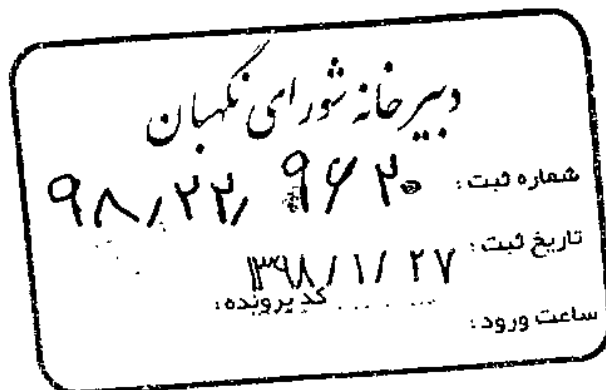 دبیرخانه شورای نگهبان
شماره ثبت: ۹۸/۲۲/ ۹۶۲۰
تاریخ ثبت: ۱۳۹۸/۱/۲۷
کد پرونده:
ساعت ورود: